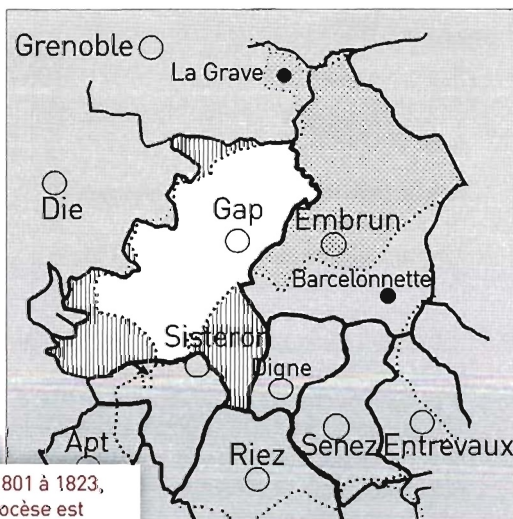 Grenoble
La Grave
Die
Gap
Embrun
Barcelonnette
Sisteron
Digne
Apt
Riez
Senez
Entrevaux
801 à 1823,
ocèse est